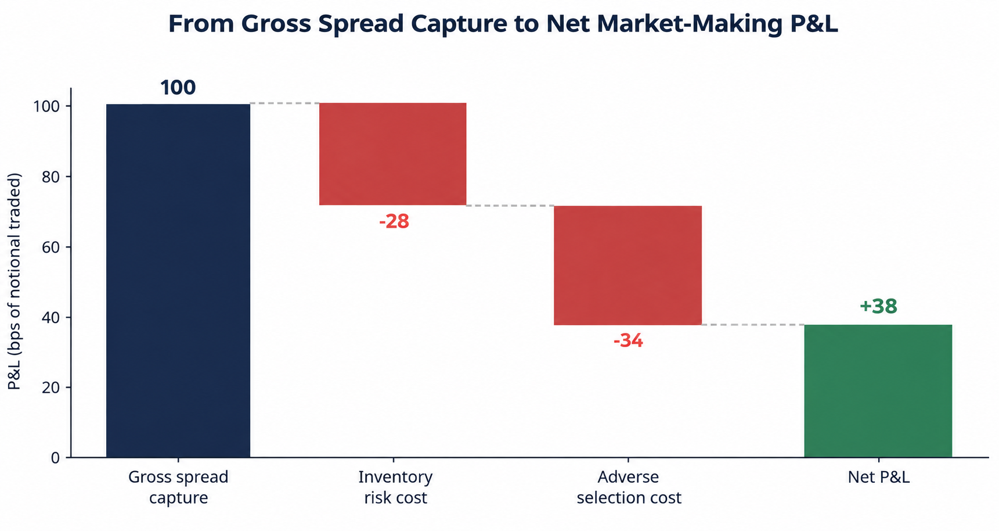 From Gross Spread Capture to Net Market-Making P&L
P&L (bps of notional traded)
100
80
60
40
20
0
100
-28
-34
+38
Gross spread
capture
Inventory
risk cost
Adverse
selection cost
Net P&L